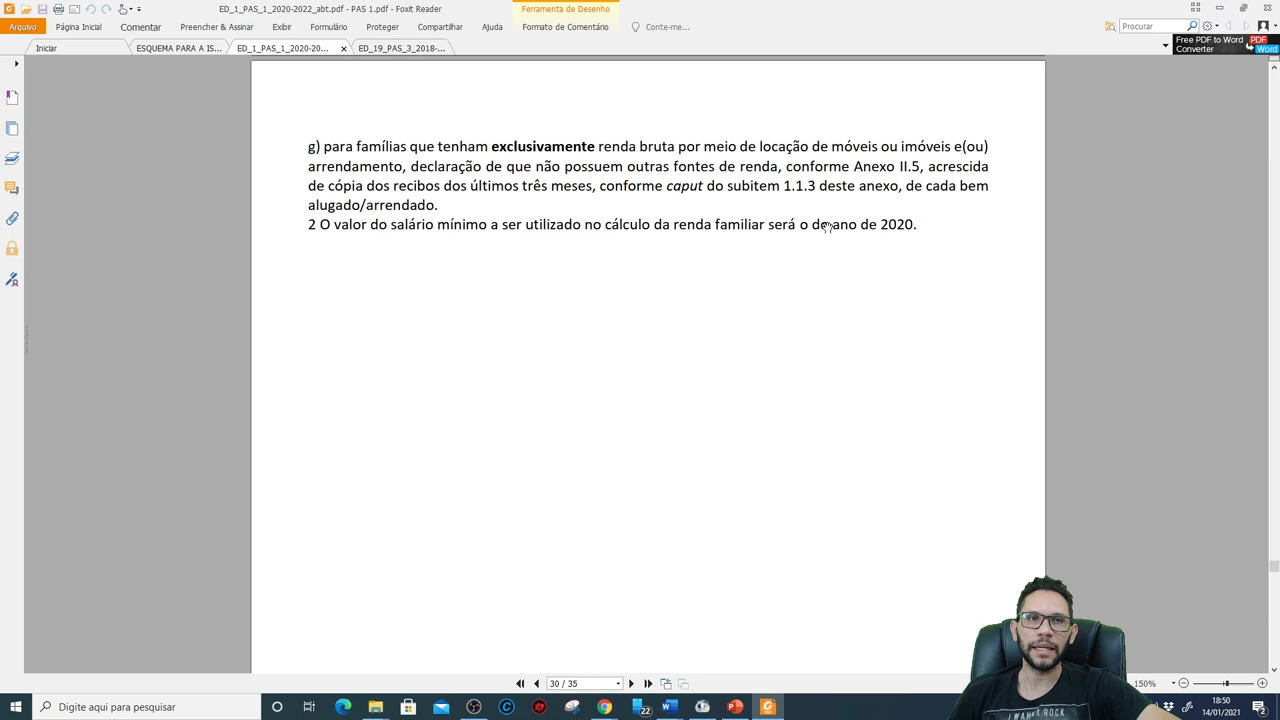 ED_1_PAS_1_2020-2022_abt.pdf - PAS 1.pdf - Foxit Reader
Ferramenta de Desenho
Arquivo Página Inicial Comentar Preencher & Assinar Exibir Formulário Proteger Compartilhar Ajuda Formato de Comentário Conte-me... Procurar
Free PDF to Word Converter PDF Word
Iniciar ESQUEMA PARA A IS... ED_1_PAS_1_2020-20... ED_19_PAS_3_2018-...
g) para famílias que tenham exclusivamente renda bruta por meio de locação de móveis ou imóveis e(ou)
arrendamento, declaração de que não possuem outras fontes de renda, conforme Anexo II.5, acrescida
de cópia dos recibos dos últimos três meses, conforme caput do subitem 1.1.3 deste anexo, de cada bem
alugado/arrendado.
2 O valor do salário mínimo a ser utilizado no cálculo da renda familiar será o do ano de 2020.
30 / 35
150%
Digite aqui para pesquisar
22
18:50
14/01/2021
2
I WANNA ROCK